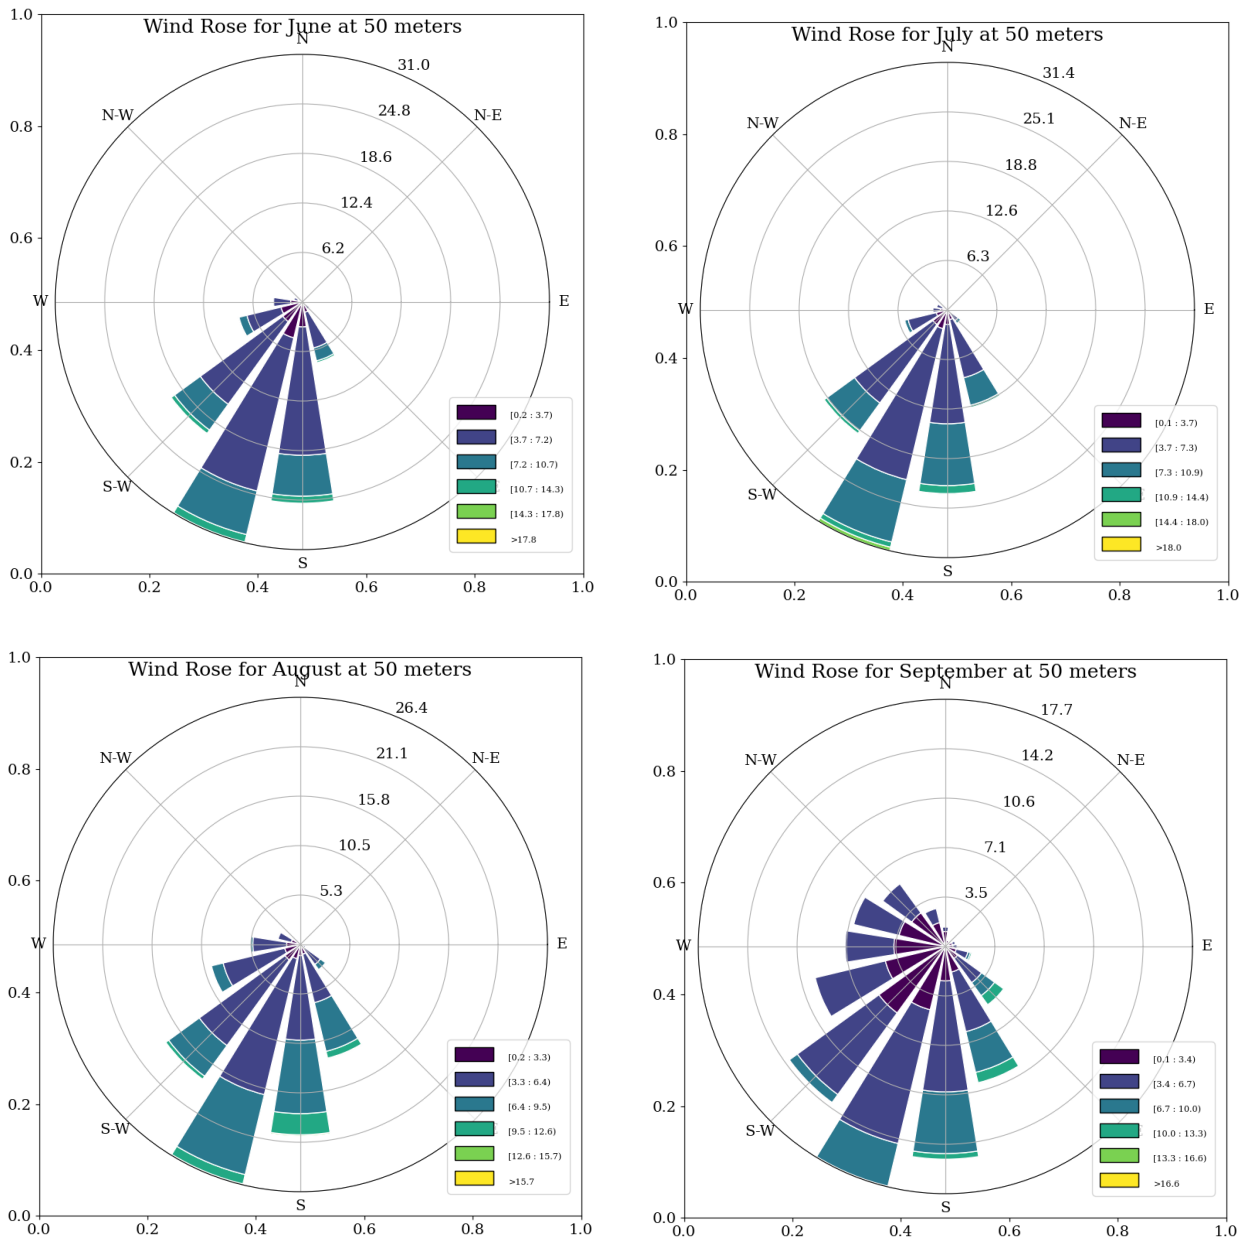 Wind Rose for June at 50 meters
1.0
0.8
0.6
0.4
0.2
0.0
0.0
0.2
0.4
0.6
0.8
1.0
N
N-E
E
S
S-W
W
N-W
31.0
24.8
18.6
12.4
6.2
[0.2 : 3.7)
[3.7 : 7.2)
[7.2 : 10.7)
[10.7 : 14.3)
[14.3 : 17.8)
>17.8
Wind Rose for July at 50 meters
1.0
0.8
0.6
0.4
0.2
0.0
0.0
0.2
0.4
0.6
0.8
1.0
N
N-E
E
S
S-W
W
N-W
31.4
25.1
18.8
12.6
6.3
[0.1 : 3.7)
[3.7 : 7.3)
[7.3 : 10.9)
[10.9 : 14.4)
[14.4 : 18.0)
>18.0
Wind Rose for August at 50 meters
1.0
0.8
0.6
0.4
0.2
0.0
0.0
0.2
0.4
0.6
0.8
1.0
N
N-E
E
S
S-W
W
N-W
26.4
21.1
15.8
10.5
5.3
[0.2 : 3.3)
[3.3 : 6.4)
[6.4 : 9.5)
[9.5 : 12.6)
[12.6 : 15.7)
>15.7
Wind Rose for September at 50 meters
1.0
0.8
0.6
0.4
0.2
0.0
0.0
0.2
0.4
0.6
0.8
1.0
N
N-E
E
S
S-W
W
N-W
17.7
14.2
10.6
7.1
3.5
[0.1 : 3.4)
[3.4 : 6.7)
[6.7 : 10.0)
[10.0 : 13.3)
[13.3 : 16.6)
>16.6